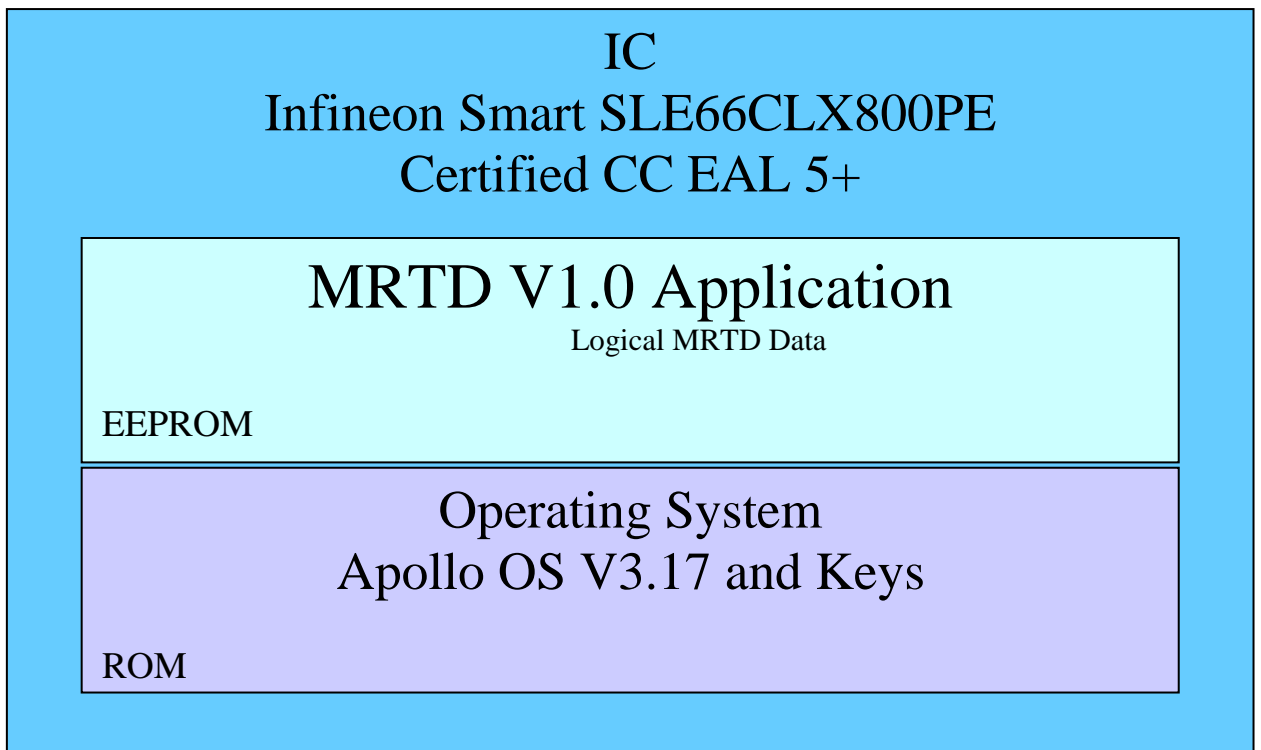 IC
Infineon Smart SLE66CLX800PE
Certified CC EAL 5+
MRTD V1.0 Application
Logical MRTD Data
EEPROM
Operating System
Apollo OS V3.17 and Keys
ROM